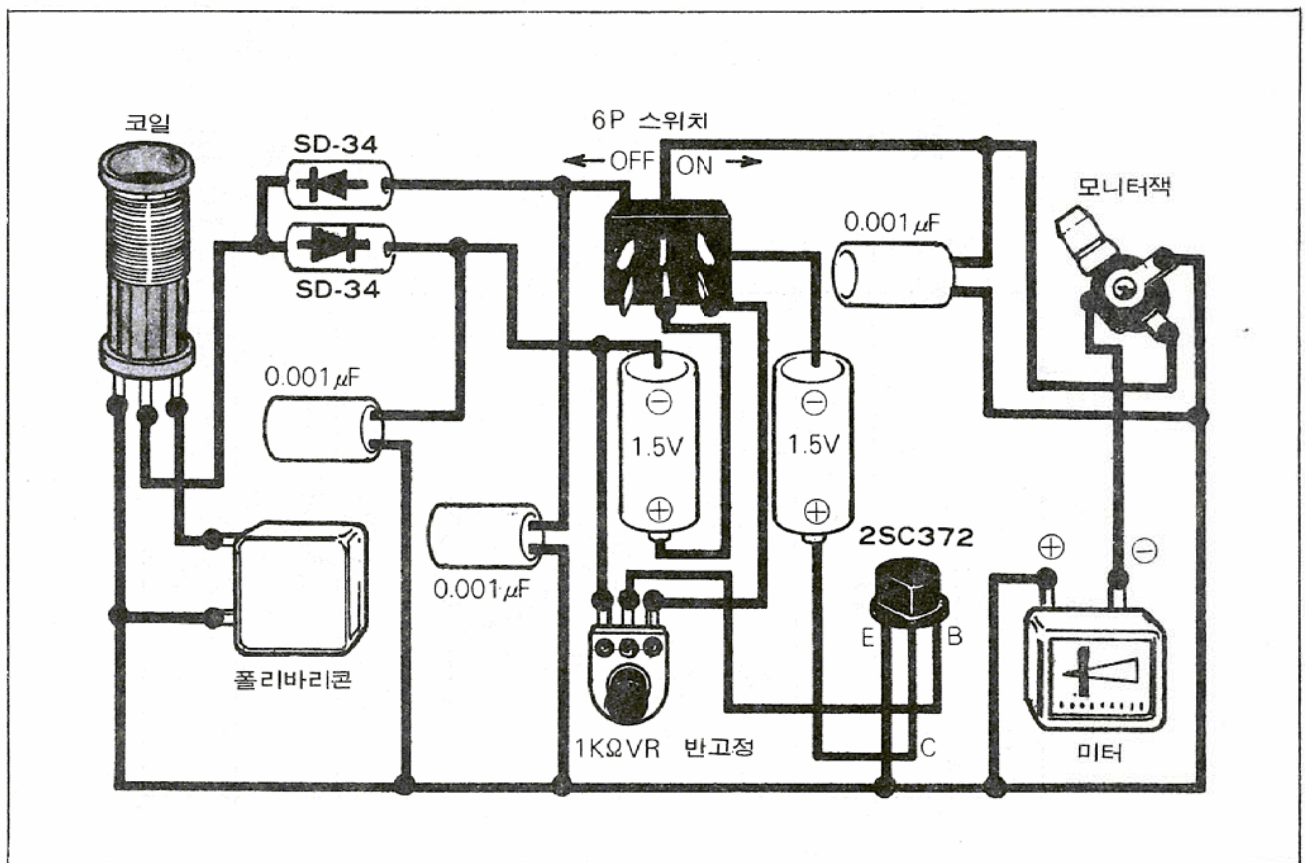 코일
SD-34
SD-34
6P 스위치
← OFF ON →
0.001μF
모니터잭
0.001μF
⊖
1.5V
⊕
⊖
1.5V
⊕
0.001μF
2SC372
E
B
C
⊕
⊖
폴리바리콘
1KΩVR 반고정
미터